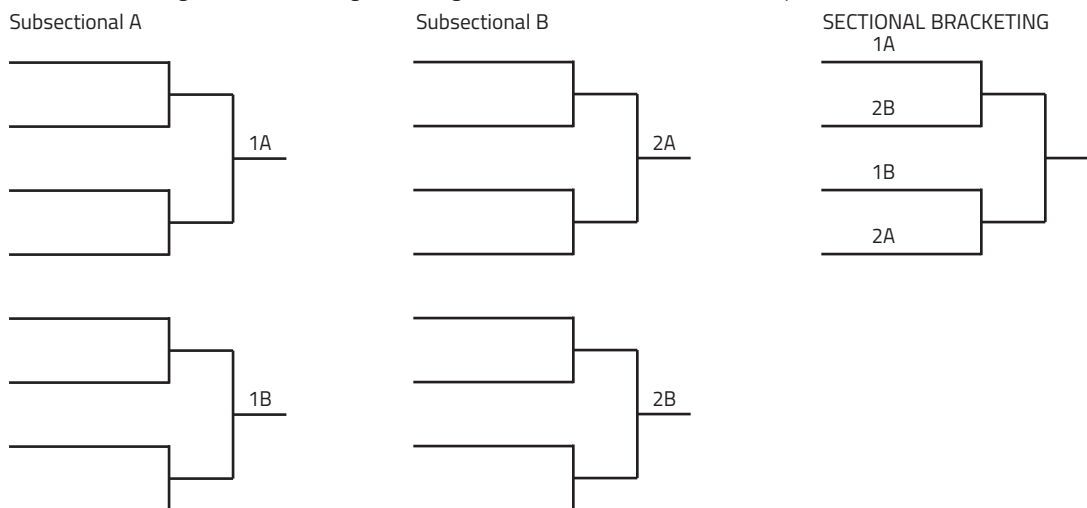 Subsectional A
Subsectional B
SECTIONAL BRACKETING
1A
2B
1A
2A
1B
2A
1B
2B